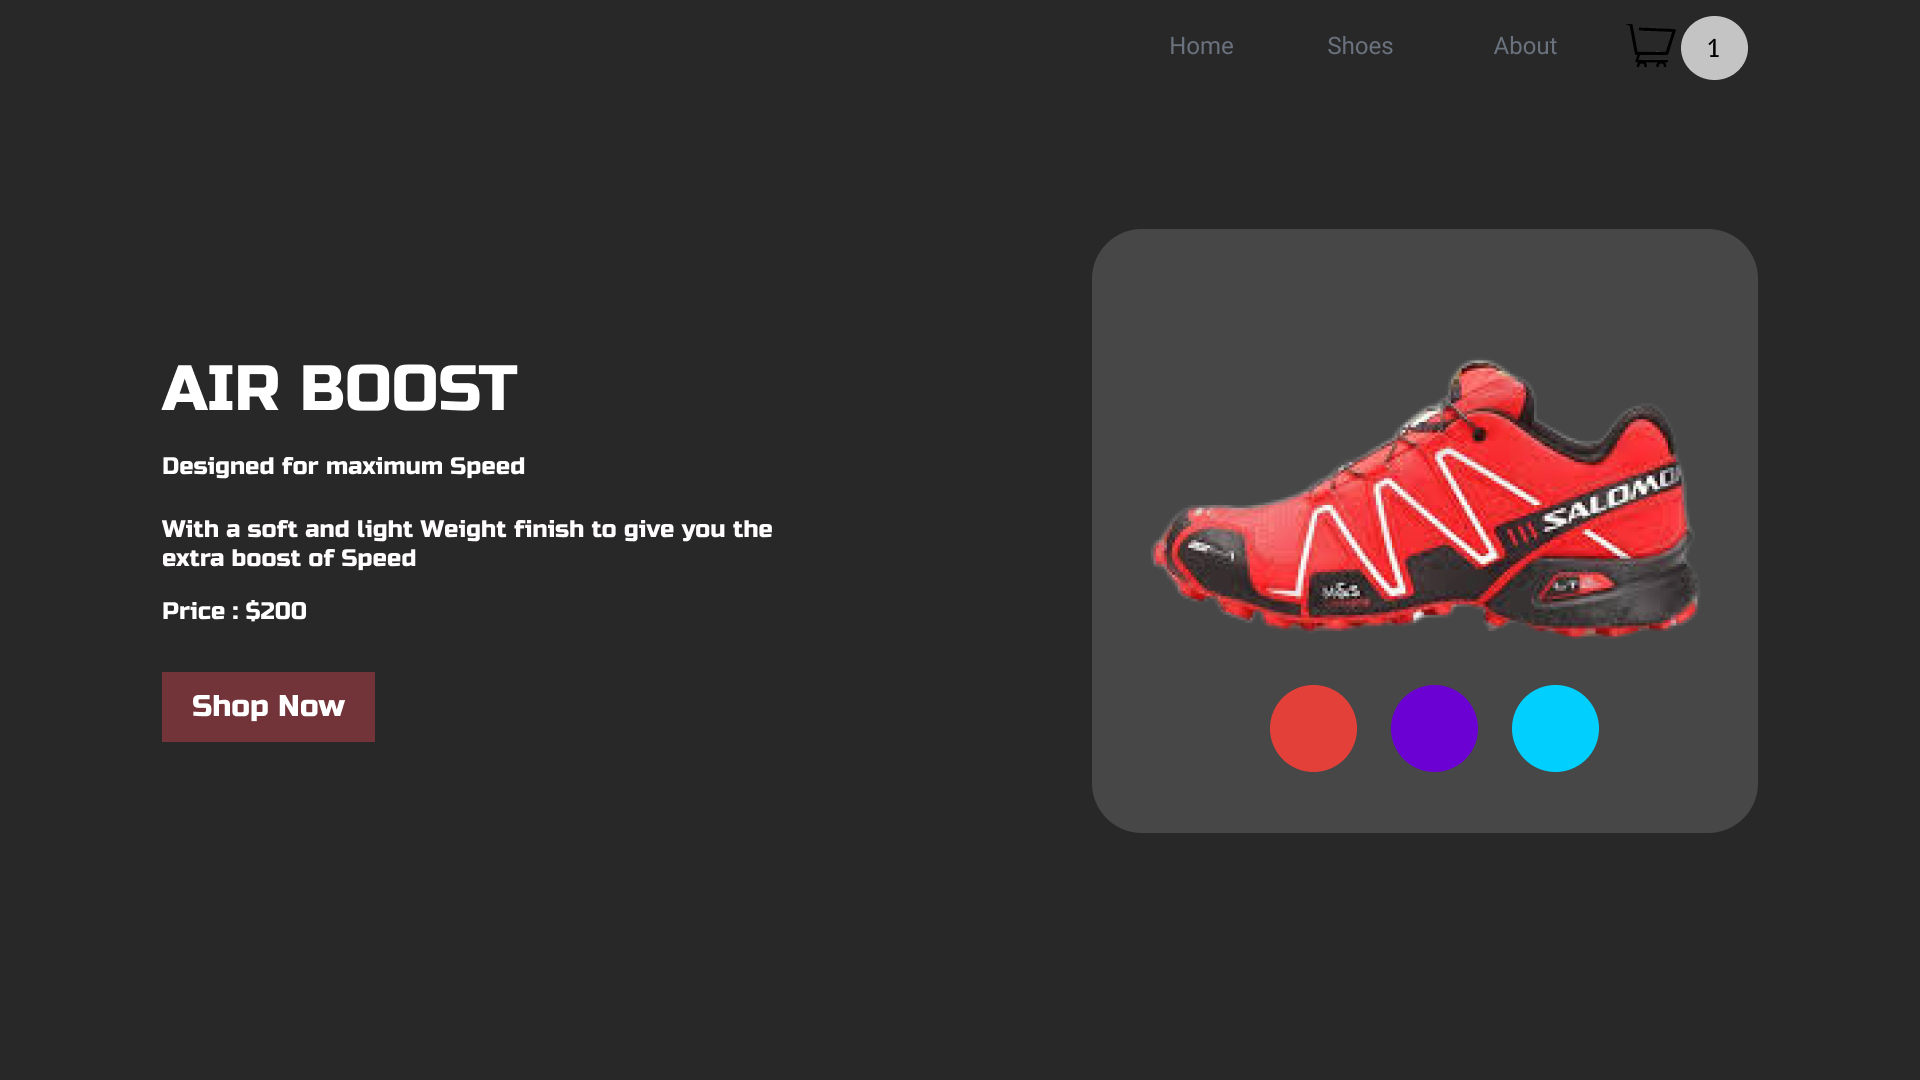 Home Shoes About 1
AIR BOOST
Designed for maximum Speed
With a soft and light Weight finish to give you the
extra boost of Speed
Price : $200
Shop Now
SALOMO
M&S